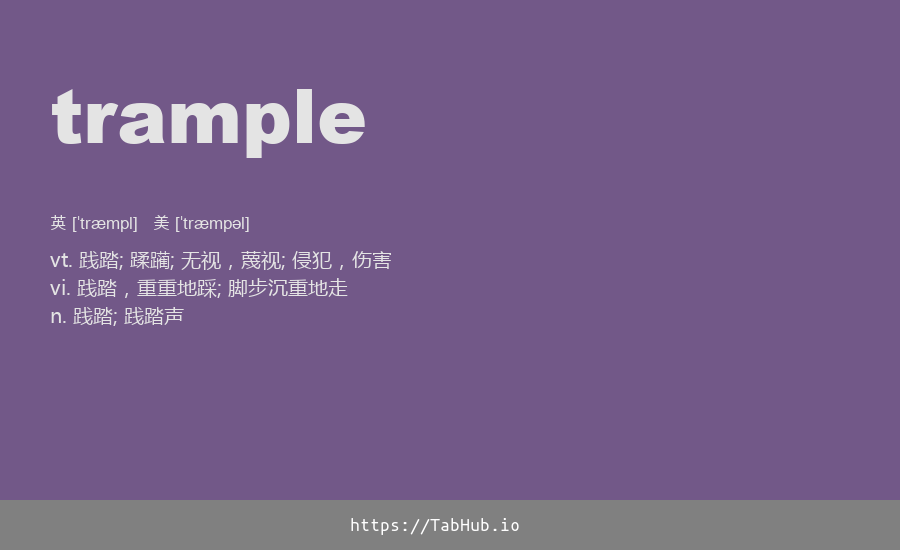 trample
英 [ˈtræmpl] 美 [ˈtræmpəl]
vt. 践踏; 蹂躏; 无视，蔑视; 侵犯，伤害
vi. 践踏，重重地踩; 脚步沉重地走
n. 践踏; 践踏声
https://TabHub.io